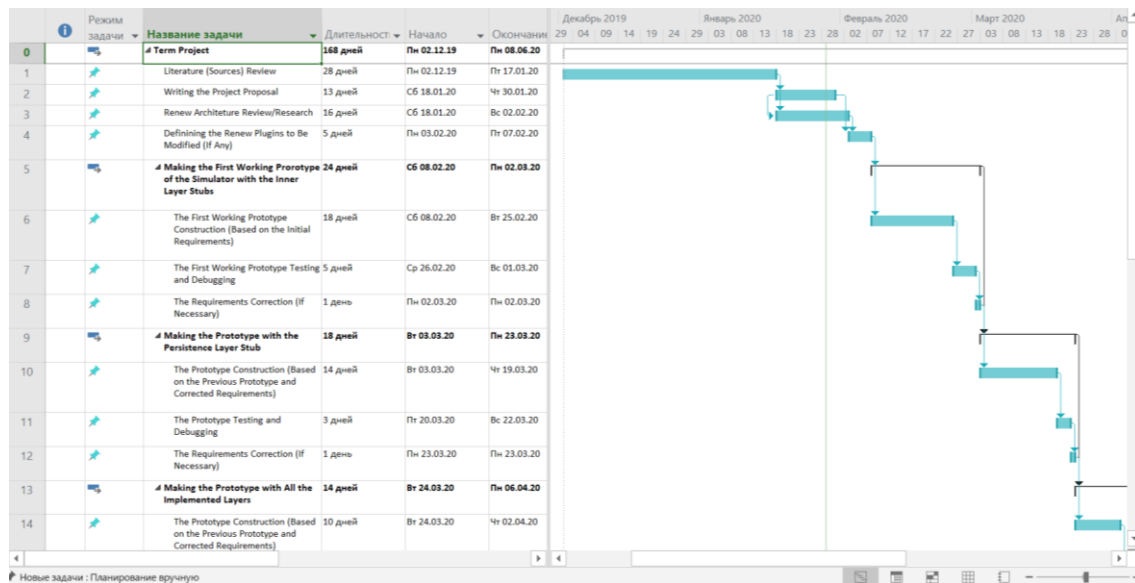 Режим
задачи Название задачи Длительность Начало Окончание
Декабрь 2019 Январь 2020 Февраль 2020 Март 2020 Ап
29 04 09 14 19 24 29 03 08 13 18 23 28 02 07 12 17 22 27 03 08 13 18 23 28 0
0 Term Project 168 дней Пн 02.12.19 Пн 08.06.20
1 Literature (Sources) Review 28 дней Пн 02.12.19 Пт 17.01.20
2 Writing the Project Proposal 13 дней Сб 18.01.20 Чт 30.01.20
3 Renew Architeture Review/Research 16 дней Сб 18.01.20 Вс 02.02.20
4 Definining the Renew Plugins to Be 5 дней Пн 03.02.20 Пт 07.02.20
Modified (If Any)
5 Making the First Working Prorotype 24 дней Сб 08.02.20 Пн 02.03.20
of the Simulator with the Inner
Layer Stubs
6 The First Working Prototype 18 дней Сб 08.02.20 Вт 25.02.20
Construction (Based on the Initial
Requirements)
7 The First Working Prototype Testing 5 дней Ср 26.02.20 Вс 01.03.20
and Debugging
8 The Requirements Correction (If 1 день Пн 02.03.20 Пн 02.03.20
Necessary)
9 Making the Prototype with the 18 дней Вт 03.03.20 Пн 23.03.20
Persistence Layer Stub
10 The Prototype Construction (Based 14 дней Вт 03.03.20 Чт 19.03.20
on the Previous Prototype and
Corrected Requirements)
11 The Prototype Testing and 3 дней Пт 20.03.20 Вс 22.03.20
Debugging
12 The Requirements Correction (If 1 день Пн 23.03.20 Пн 23.03.20
Necessary)
13 Making the Prototype with All the 14 дней Вт 24.03.20 Пн 06.04.20
Implemented Layers
14 The Prototype Construction (Based 10 дней Вт 24.03.20 Чт 02.04.20
on the Previous Prototype and
Corrected Requirements)
Новые задачи : Планирование вручную